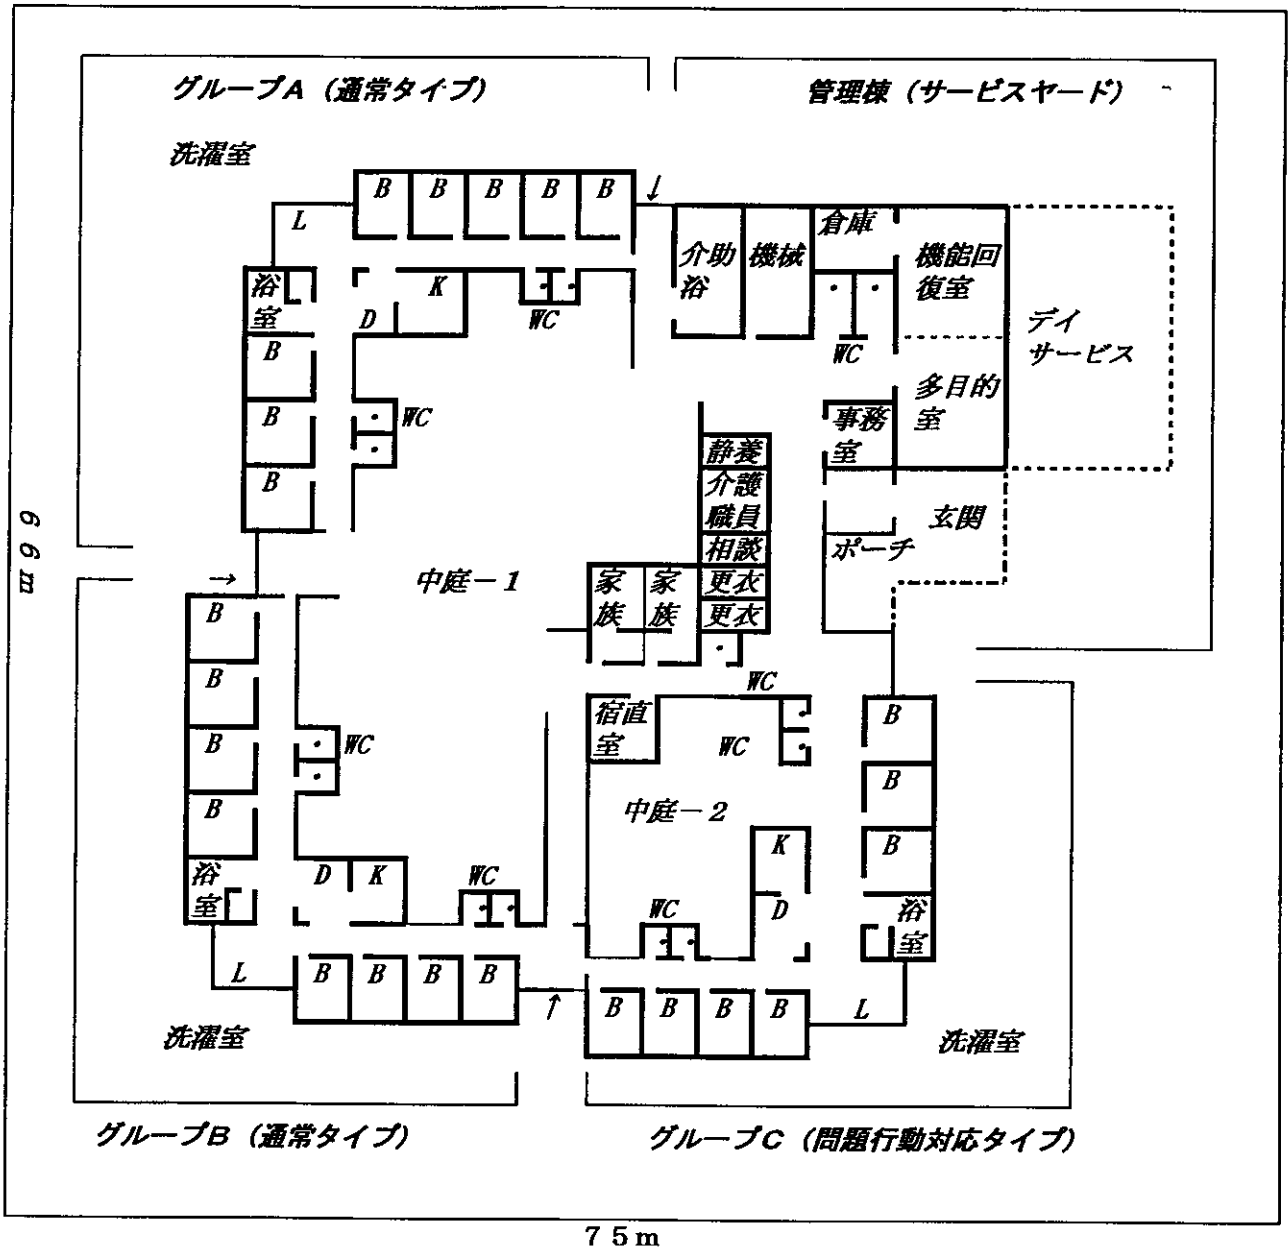 グループA（通常タイプ）
管理棟（サービスヤード）
洗濯室
B
B
B
B
B
↓
L
浴
室
D
K
WC
介助
浴
機械
倉庫
WC
機能回
復室
多目的
室
デイ
サービス
B
B
B
WC
事務
室
静養
介護
職員
相談
更衣
更衣
玄関
ポーチ
66m
→
中庭－1
家
族
家
族
WC
B
B
B
B
WC
宿直
室
WC
中庭－2
B
B
B
浴
室
D
K
WC
K
D
WC
浴
室
L
B
B
B
B
↑
B
B
B
B
L
洗濯室
洗濯室
グループB（通常タイプ）
グループC（問題行動対応タイプ）
75m